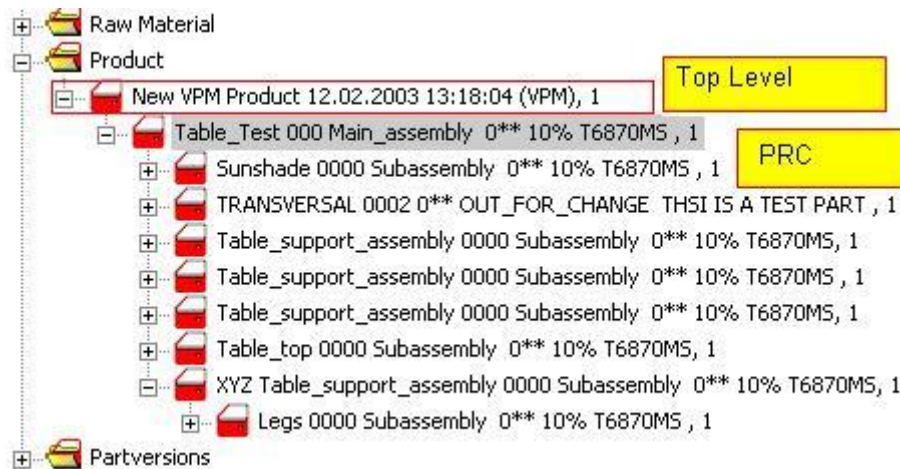 Raw Material
Product
New VPM Product 12.02.2003 13:18:04 (VPM), 1
Top Level
Table_Test 000 Main_assembly 0** 10% T6870MS , 1
PRC
Sunshade 0000 Subassembly 0** 10% T6870MS , 1
TRANSVERSAL 0002 0** OUT_FOR_CHANGE THSI IS A TEST PART , 1
Table_support_assembly 0000 Subassembly 0** 10% T6870MS, 1
Table_support_assembly 0000 Subassembly 0** 10% T6870MS , 1
Table_support_assembly 0000 Subassembly 0** 10% T6870MS, 1
Table_top 0000 Subassembly 0** 10% T6870MS, 1
XYZ Table_support_assembly 0000 Subassembly 0** 10% T6870MS, 1
Legs 0000 Subassembly 0** 10% T6870MS , 1
Partversions